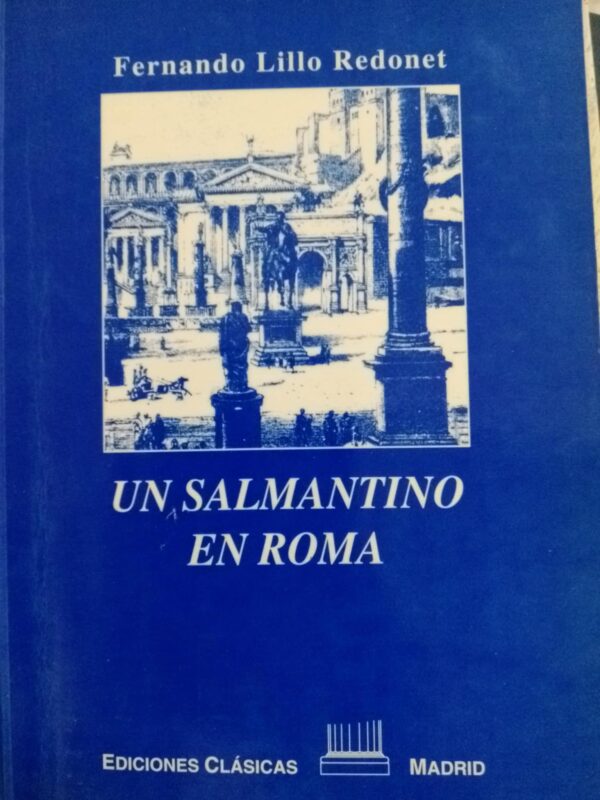 Fernando Lillo Redonet
UN SALMANTINO
EN ROMA
EDICIONES CLÁSICAS MADRID